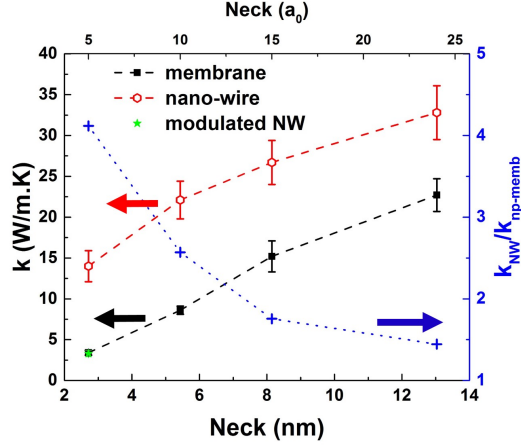 Neck (a0)
5 10 15 20 25
40
35
30
25
20
15
10
5
0
k (W/m.K)
membrane
nano-wire
modulated NW
5
4
3
2
1
kNW/knp-memb
2 4 6 8 10 12 14
Neck (nm)